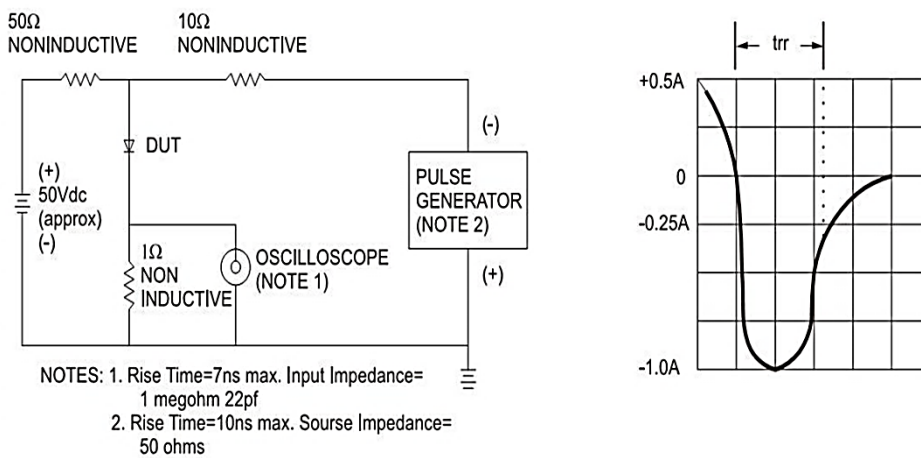 50Ω
NONINDUCTIVE
10Ω
NONINDUCTIVE
DUT
(+)
50Vdc
(approx)
(-)
1Ω
NON
INDUCTIVE
OSCILLOSCOPE
(NOTE 1)
(-)
PULSE
GENERATOR
(NOTE 2)
(+)
NOTES: 1. Rise Time=7ns max. Input Impedance=
1 megohm 22pf
2. Rise Time=10ns max. Sourse Impedance=
50 ohms
trr
+0.5A
0
-0.25A
-1.0A